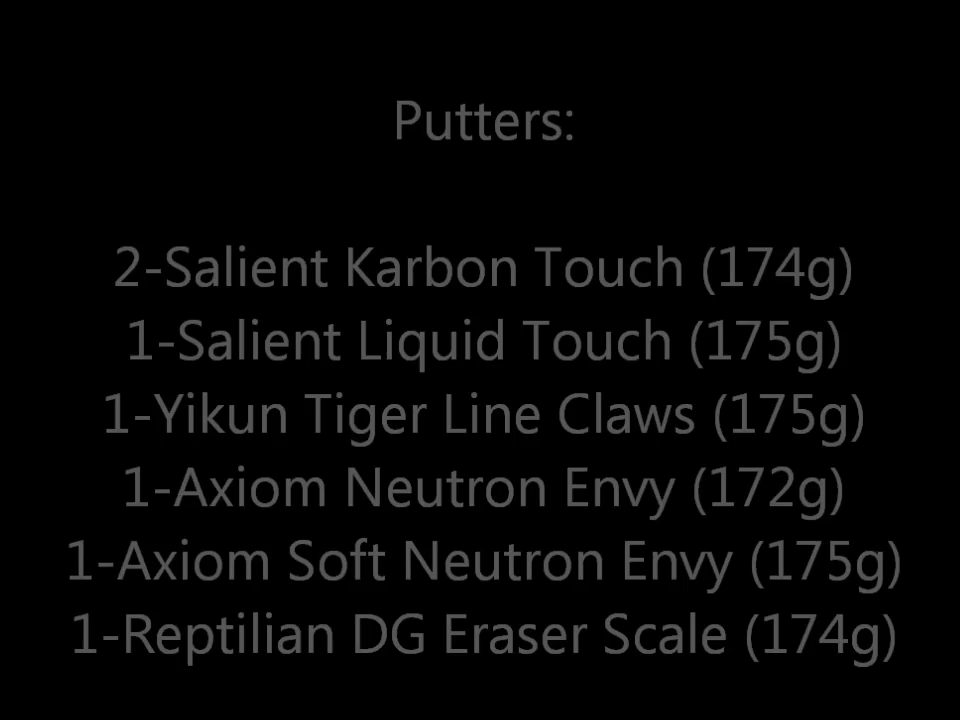 Putters:
2-Salient Karbon Touch (174g)
1-Salient Liquid Touch (175g)
1-Yikun Tiger Line Claws (175g)
1-Axiom Neutron Envy (172g)
1-Axiom Soft Neutron Envy (175g)
1-Reptilian DG Eraser Scale (174g)